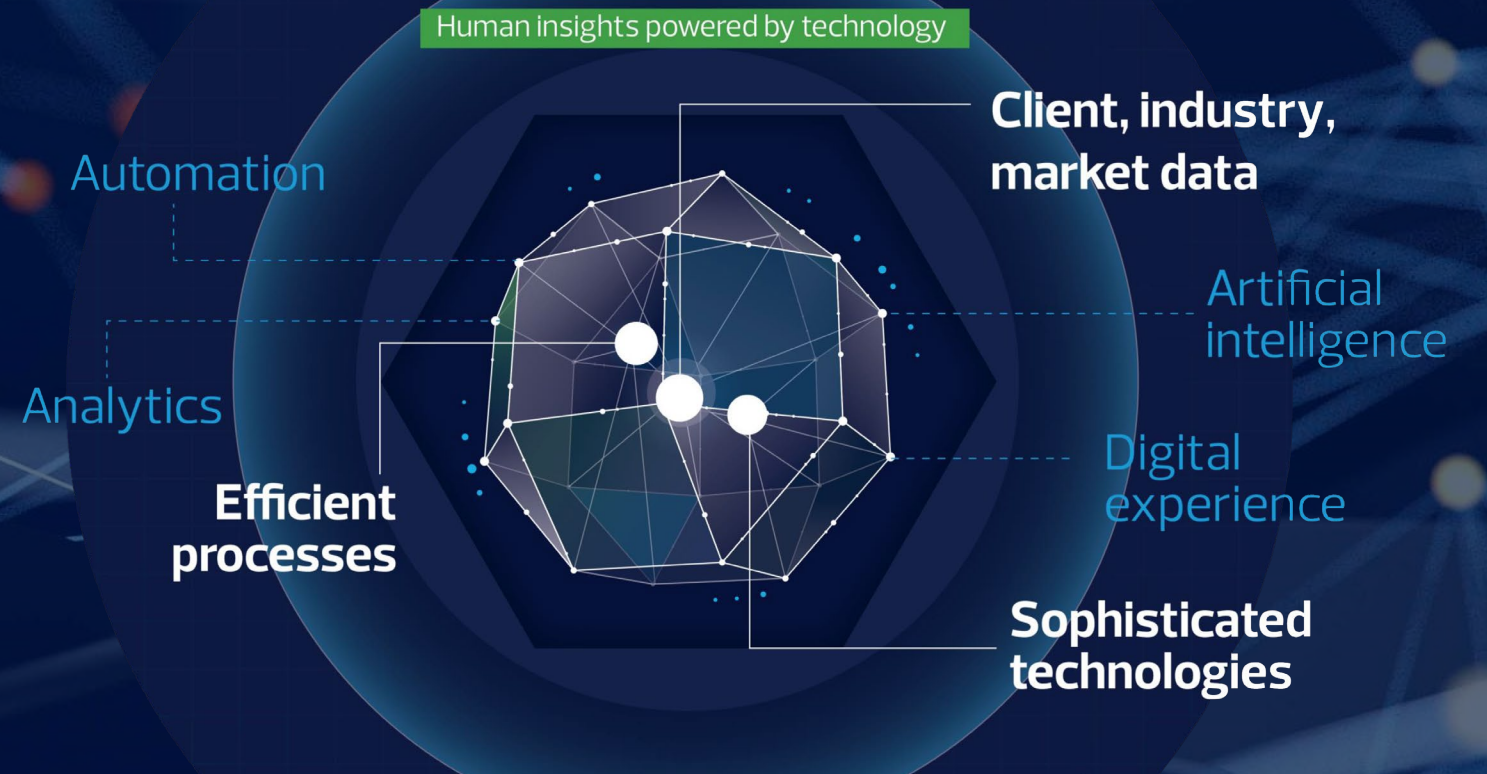 Human insights powered by technology
Client, industry,
market data
Automation
Artificial
intelligence
Analytics
Digital
experience
Efficient
processes
Sophisticated
technologies